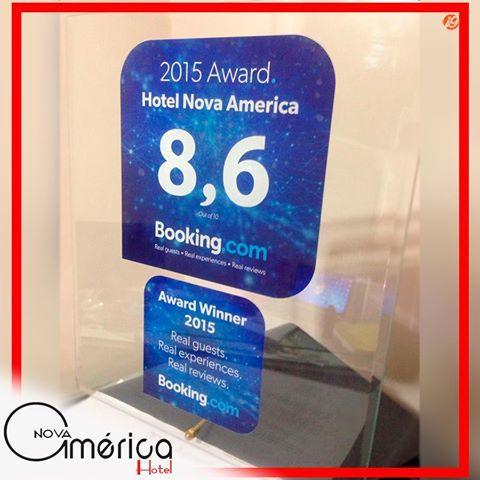 2015 Award.
Hotel Nova America
8,6
Out of 10
Booking.com
Real guests • Real experiences • Real reviews
Award Winner
2015
Real guests.
Real experiences.
Real reviews.
Booking.com
NOVA
América
Hotel